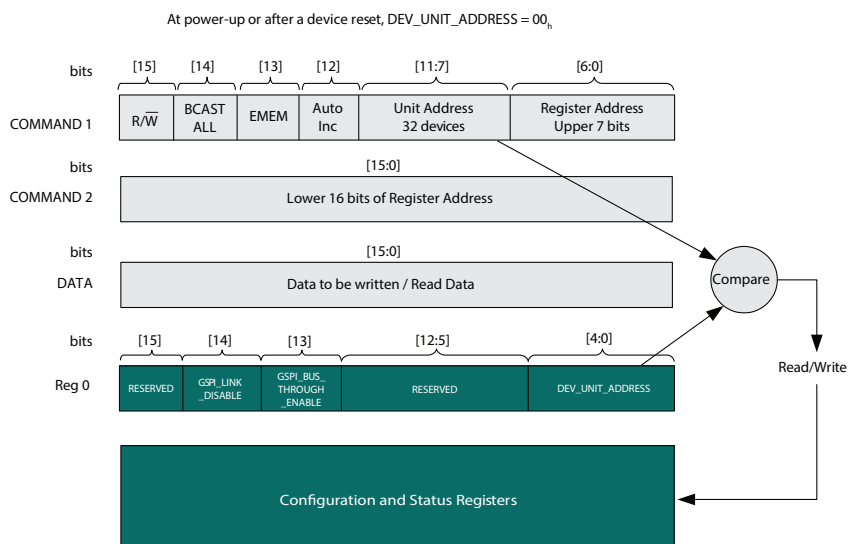 At power-up or after a device reset, DEV_UNIT_ADDRESS = 00h
bits [15] [14] [13] [12] [11:7] [6:0]
COMMAND 1
R/W̅
BCAST
ALL
EMEM
Auto
Inc
Unit Address
32 devices
Register Address
Upper 7 bits
bits [15:0]
COMMAND 2
Lower 16 bits of Register Address
bits [15:0]
DATA
Data to be written / Read Data
Compare
bits [15] [14] [13] [12:5] [4:0]
Reg 0
RESERVED
GSPI_LINK
_DISABLE
GSPI_BUS_
THROUGH
_ENABLE
RESERVED
DEV_UNIT_ADDRESS
Read/Write
Configuration and Status Registers